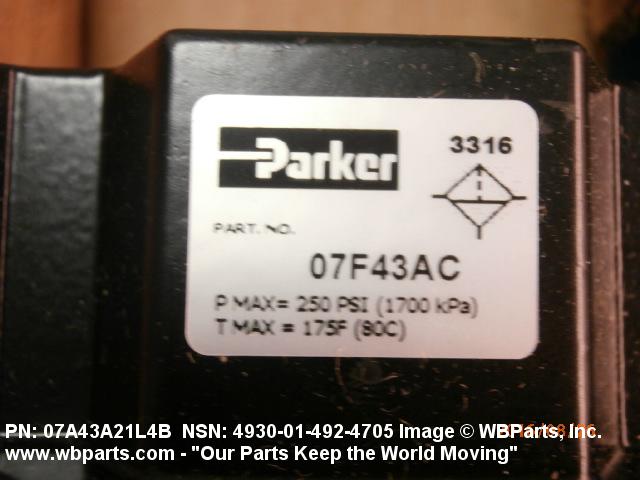 Parker
3316
PART. NO.
07F43AC
P MAX= 250 PSI (1700 kPa)
T MAX = 175F (80C)
PN: 07A43A21L4B NSN: 4930-01-492-4705 Image © WBParts, Inc.
www.wbparts.com - "Our Parts Keep the World Moving"